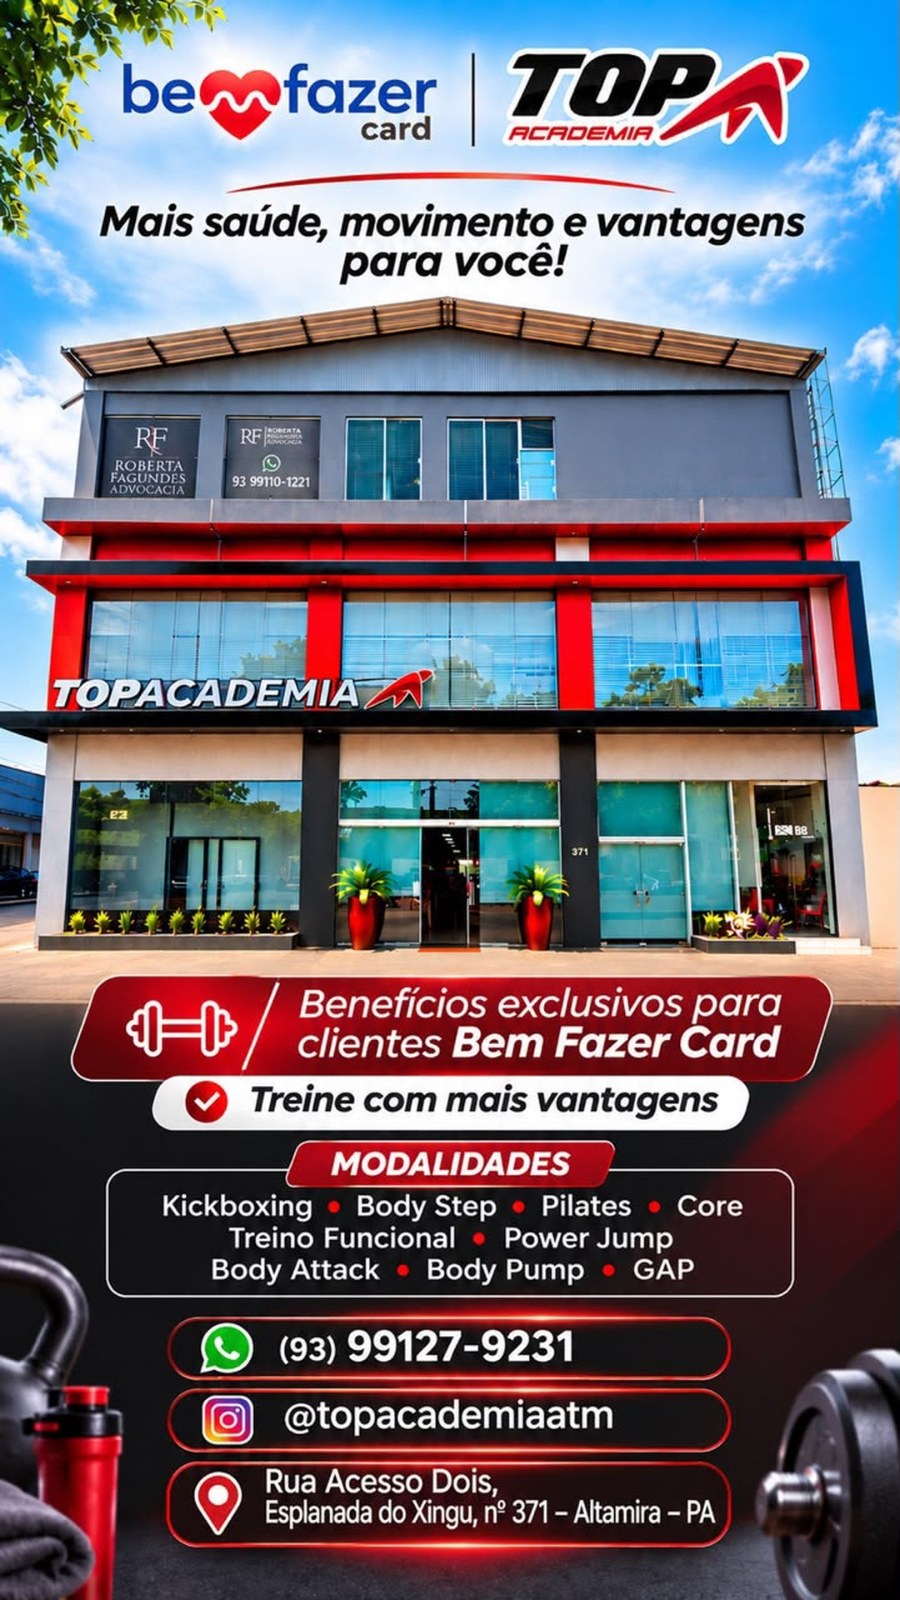 bem fazer
card
TOP
ACADEMIA
Mais saúde, movimento e vantagens
para você!
RF
ROBERTA
FAGUNDES
ADVOCACIA
RF
ROBERTA
ADVOCACIA
93 99110-1221
TOPACADEMIA
371
Benefícios exclusivos para
clientes Bem Fazer Card
Treine com mais vantagens
MODALIDADES
Kickboxing • Body Step • Pilates • Core
Treino Funcional • Power Jump
Body Attack • Body Pump • GAP
(93) 99127-9231
@topacademiaatm
Rua Acesso Dois,
Esplanada do Xingu, nº 371 – Altamira – PA